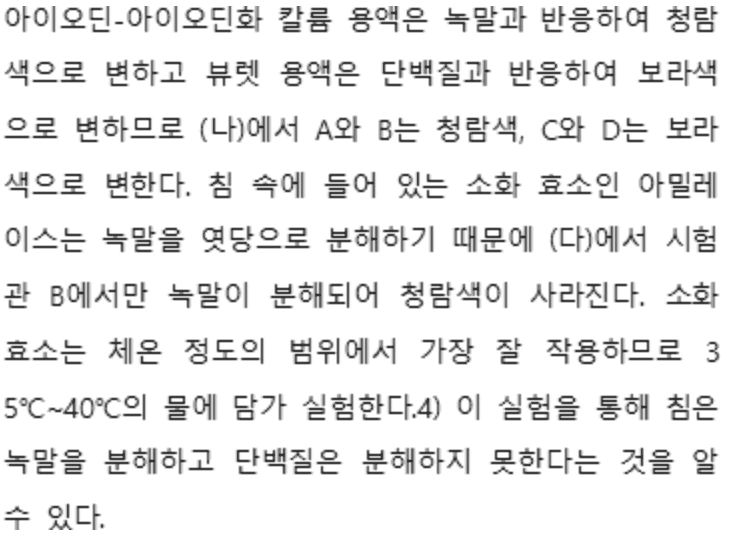 아이오딘-아이오딘화 칼륨 용액은 녹말과 반응하여 청람
색으로 변하고 뷰렛 용액은 단백질과 반응하여 보라색
으로 변하므로 (나)에서 A와 B는 청람색, C와 D는 보라
색으로 변한다. 침 속에 들어 있는 소화 효소인 아밀레
이스는 녹말을 엿당으로 분해하기 때문에 (다)에서 시험
관 B에서만 녹말이 분해되어 청람색이 사라진다. 소화
효소는 체온 정도의 범위에서 가장 잘 작용하므로 3
5℃~40℃의 물에 담가 실험한다.4) 이 실험을 통해 침은
녹말을 분해하고 단백질은 분해하지 못한다는 것을 알
수 있다.